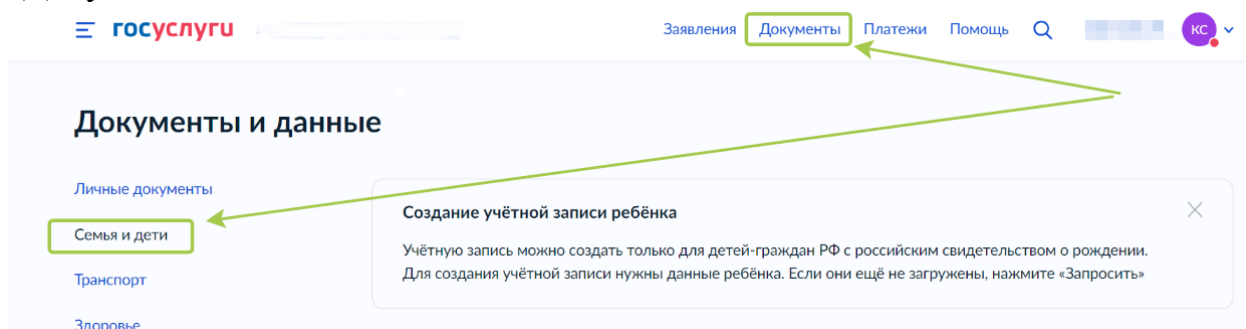 госуслуги
Заявления Документы Платежи Помощь КС
Документы и данные
Личные документы
Семья и дети
Транспорт
Здоровье
Создание учётной записи ребёнка
Учётную запись можно создать только для детей-граждан РФ с российским свидетельством о рождении.
Для создания учётной записи нужны данные ребёнка. Если они ещё не загружены, нажмите «Запросить»